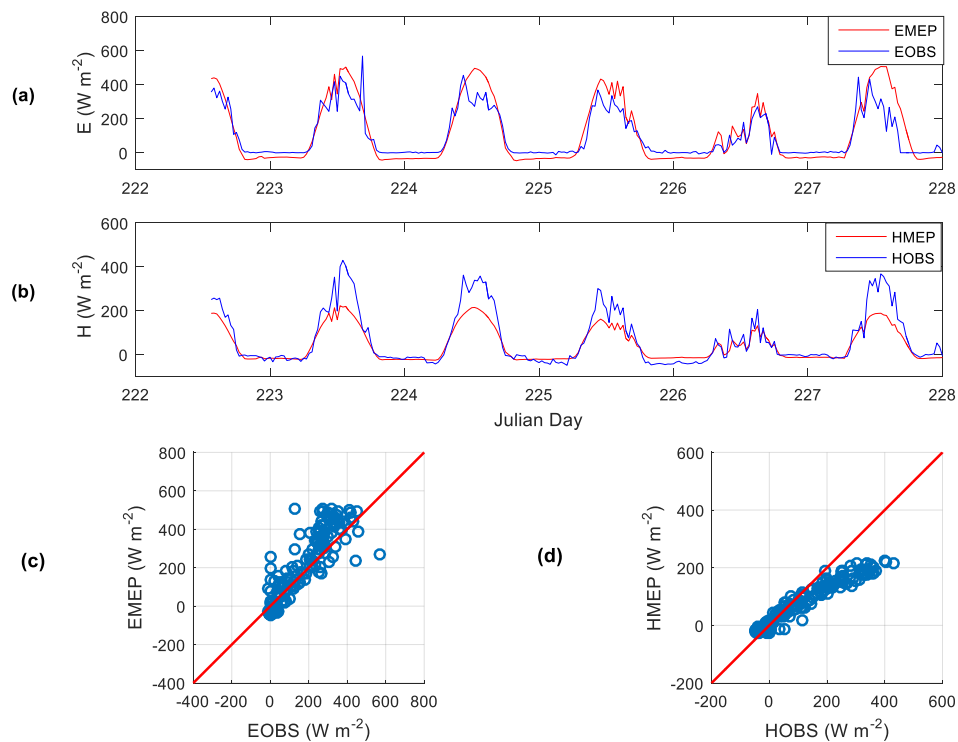 (a)
E (W m-2)
800
600
400
200
0
EMEP
EOBS
222 223 224 225 226 227 228
(b)
H (W m-2)
600
400
200
0
HMEP
HOBS
222 223 224 225 226 227 228
Julian Day
(c)
EMEP (W m-2)
800
600
400
200
0
-200
-400
-400 -200 0 200 400 600 800
EOBS (W m-2)
(d)
HMEP (W m-2)
600
400
200
0
-200
-200 0 200 400 600
HOBS (W m-2)